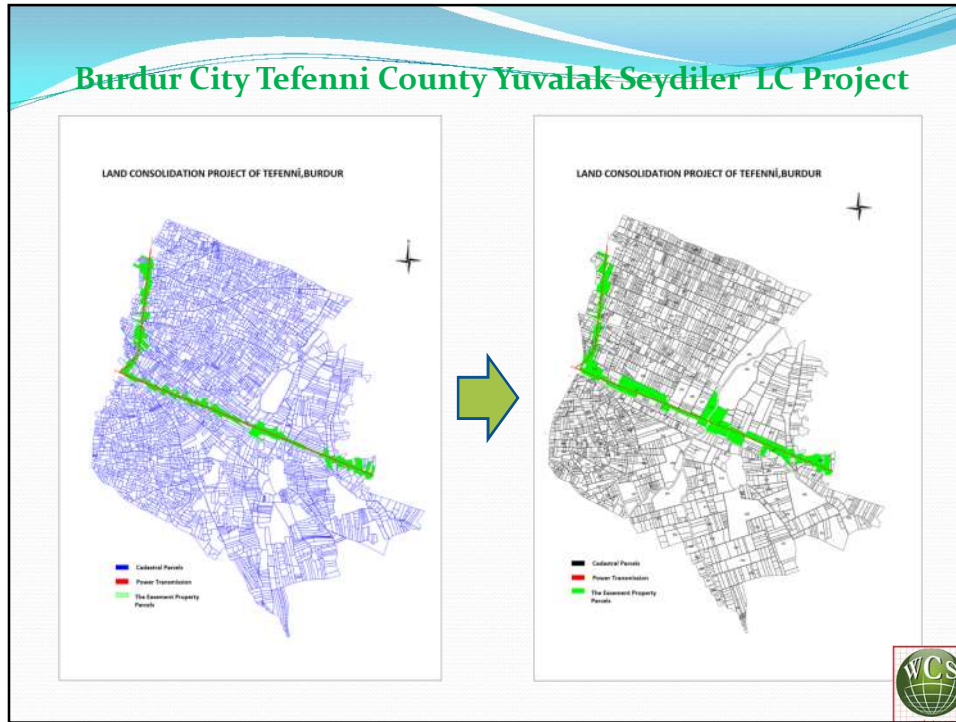 Burdur City Tefenni County Yuvalak Seydiler LC Project
LAND CONSOLIDATION PROJECT OF TEFENNİ,BURDUR
Cadastral Parcels
Power Transmission
The Easement Property
Parcels
LAND CONSOLIDATION PROJECT OF TEFENNİ,BURDUR
Cadastral Parcels
Power Transmission
The Easement Property
Parcels
WCS